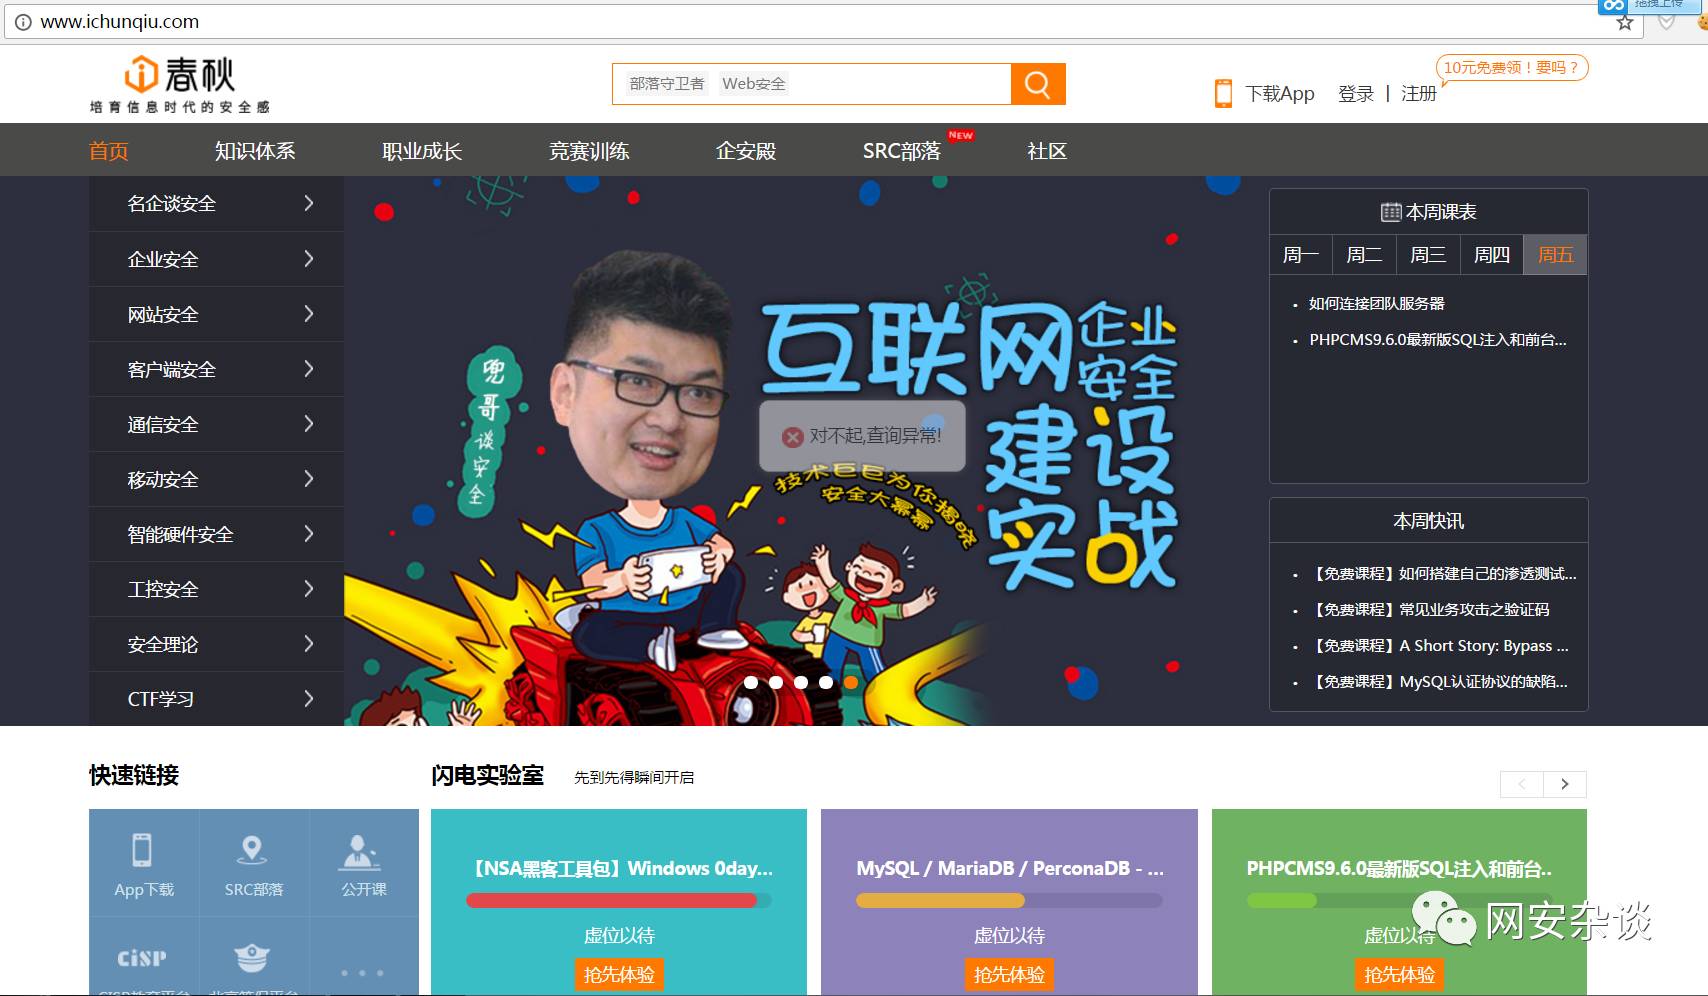 www.ichunqiu.com
拖拽上传
i春秋
培育信息时代的安全感
部落守卫者 Web安全
10元免费领！要吗？
下载App 登录 | 注册
首页 知识体系 职业成长 竞赛训练 企安殿 SRC部落 NEW 社区
名企谈安全
企业安全
网站安全
客户端安全
通信安全
移动安全
智能硬件安全
工控安全
安全理论
CTF学习
兜哥谈安全
互联网企业安全
建设
实战
对不起,查询异常!
技术巨巨为你揭晓
安全大幂幂
本周课表
周一 周二 周三 周四 周五
如何连接团队服务器
PHPCMS9.6.0最新版SQL注入和前台...
本周快讯
【免费课程】如何搭建自己的渗透测试...
【免费课程】常见业务攻击之验证码
【免费课程】A Short Story: Bypass ...
【免费课程】MySQL认证协议的缺陷...
快速链接
App下载 SRC部落 公开课
CISP
CISP教育平台
闪电实验室 先到先得瞬间开启
【NSA黑客工具包】Windows 0day...
虚位以待
抢先体验
MySQL / MariaDB / PerconaDB - ...
虚位以待
抢先体验
PHPCMS9.6.0最新版SQL注入和前台..
虚位以待
抢先体验
网安杂谈